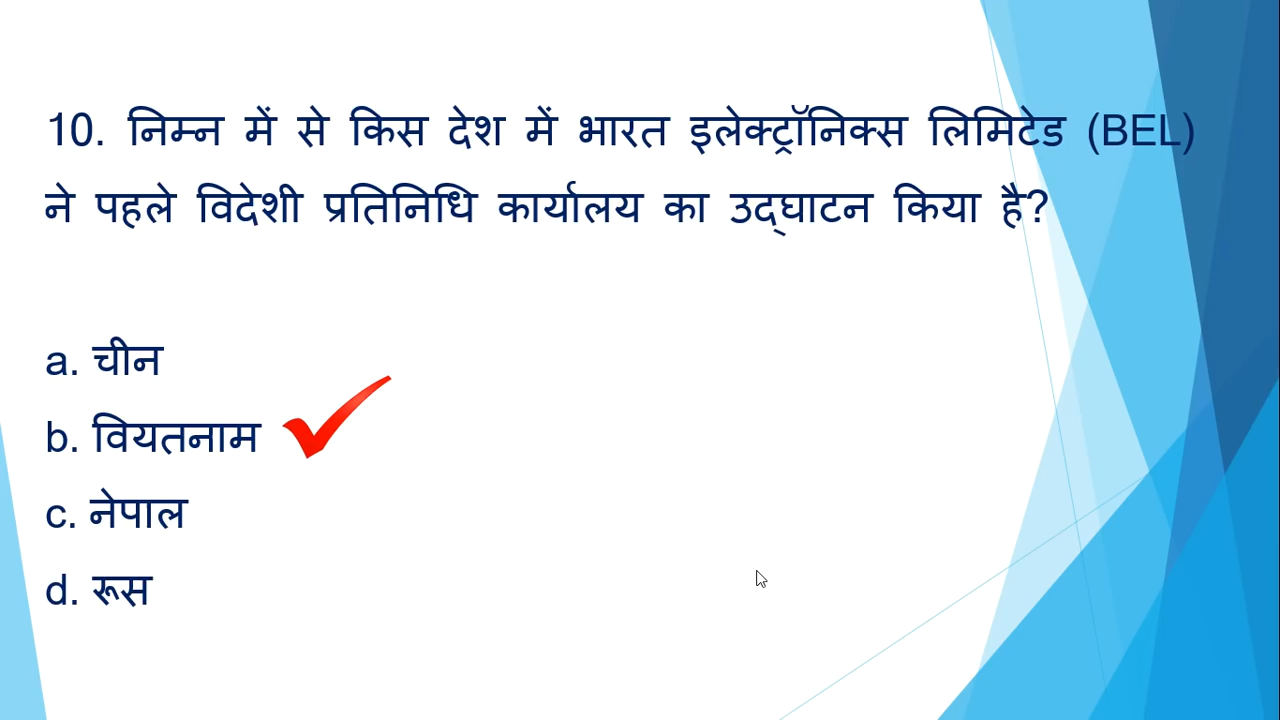 10. निम्न में से किस देश में भारत इलेक्ट्रॉनिक्स लिमिटेड (BEL)
ने पहले विदेशी प्रतिनिधि कार्यालय का उद्‌घाटन किया है?
a. चीन
b. वियतनाम
c. नेपाल
d. रूस